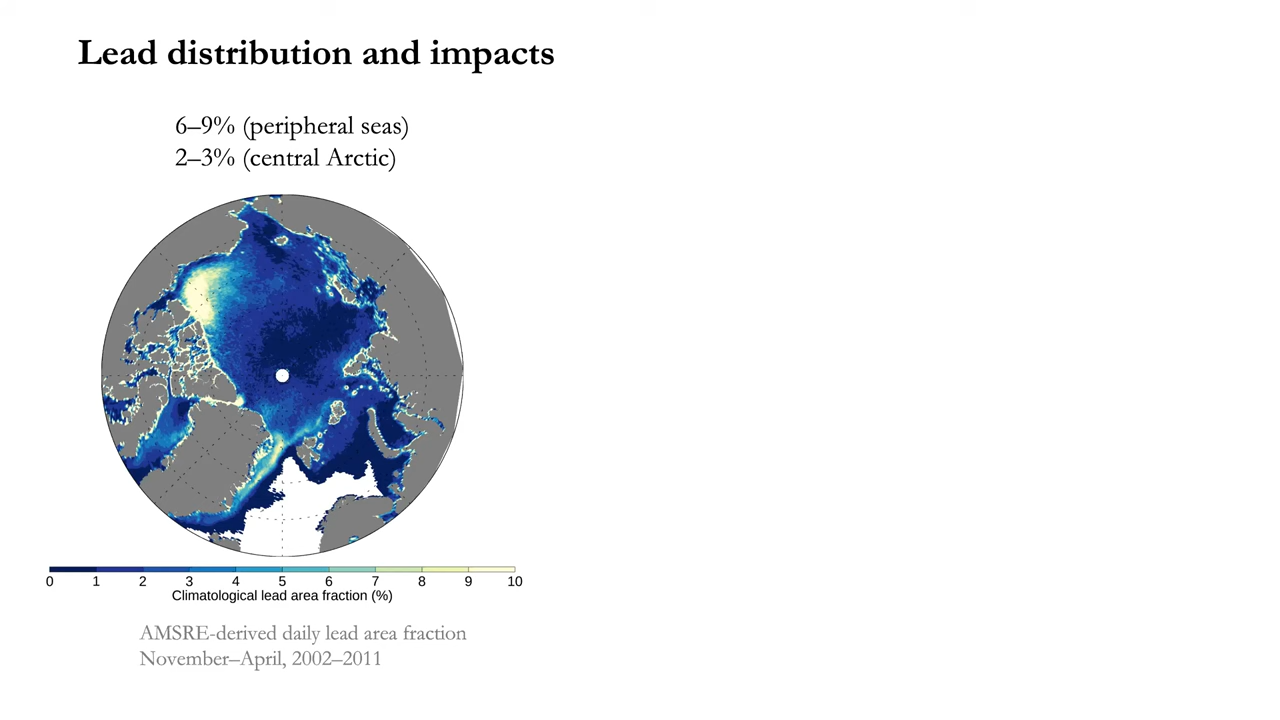 Lead distribution and impacts
6–9% (peripheral seas)
2–3% (central Arctic)
0 1 2 3 4 5 6 7 8 9 10
Climatological lead area fraction (%)
AMSRE-derived daily lead area fraction
November–April, 2002–2011